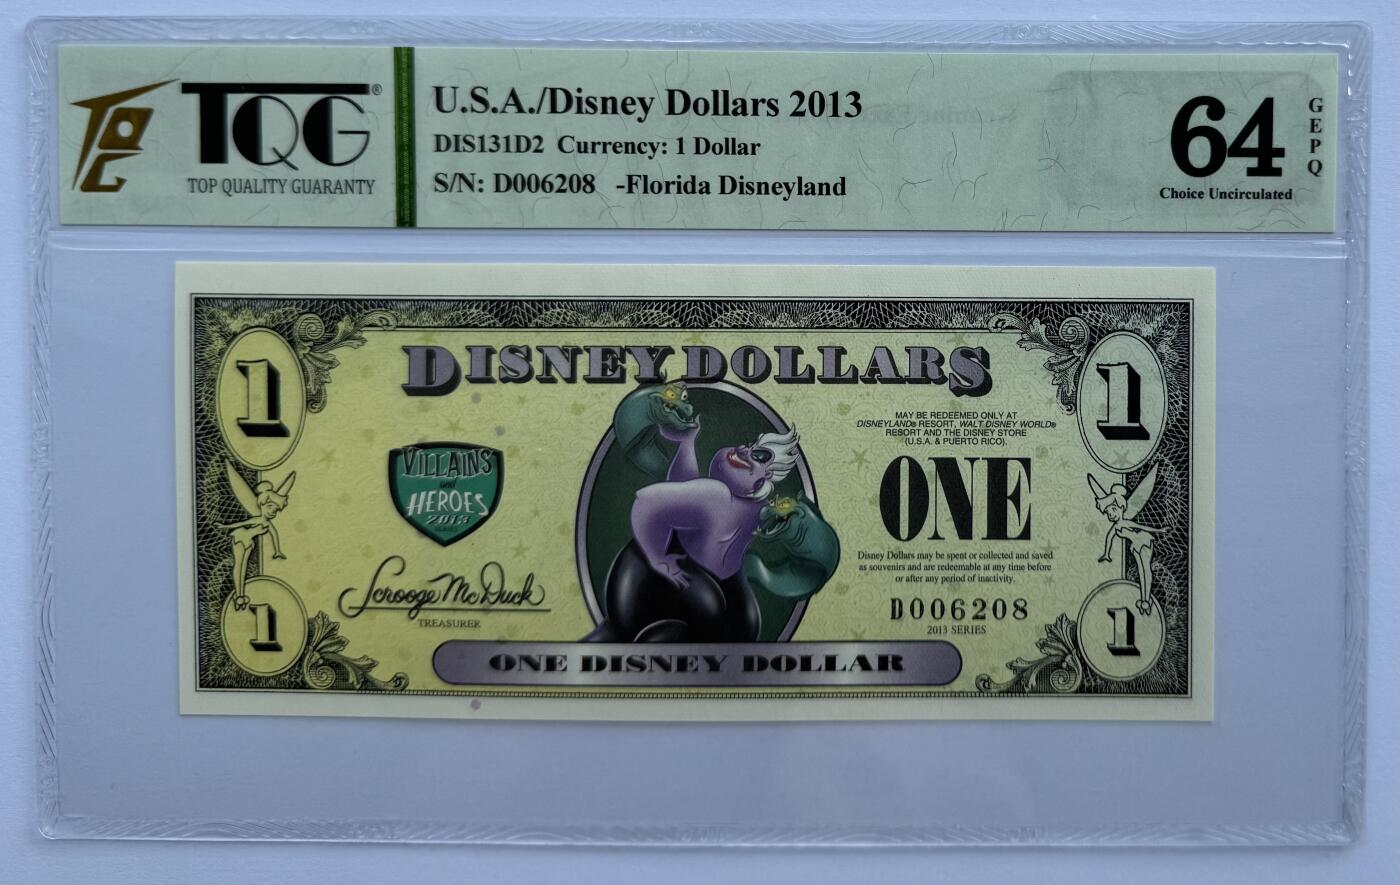 TQG®
TOP QUALITY GUARANTY
U.S.A./Disney Dollars 2013
DIS131D2 Currency: 1 Dollar
S/N: D006208 -Florida Disneyland
64
GEPQ
Choice Uncirculated
DISNEY DOLLARS
1
1
MAY BE REDEEMED ONLY AT
DISNEYLAND® RESORT, WALT DISNEY WORLD®
RESORT AND THE DISNEY STORE
(U.S.A. & PUERTO RICO).
VILLAINS
and
HEROES
2013
SERIES
ONE
Disney Dollars may be spent or collected and saved
as souvenirs and are redeemable at any time before
or after any period of inactivity.
Scrooge McDuck
TREASURER
D006208
2013 SERIES
1
1
ONE DISNEY DOLLAR